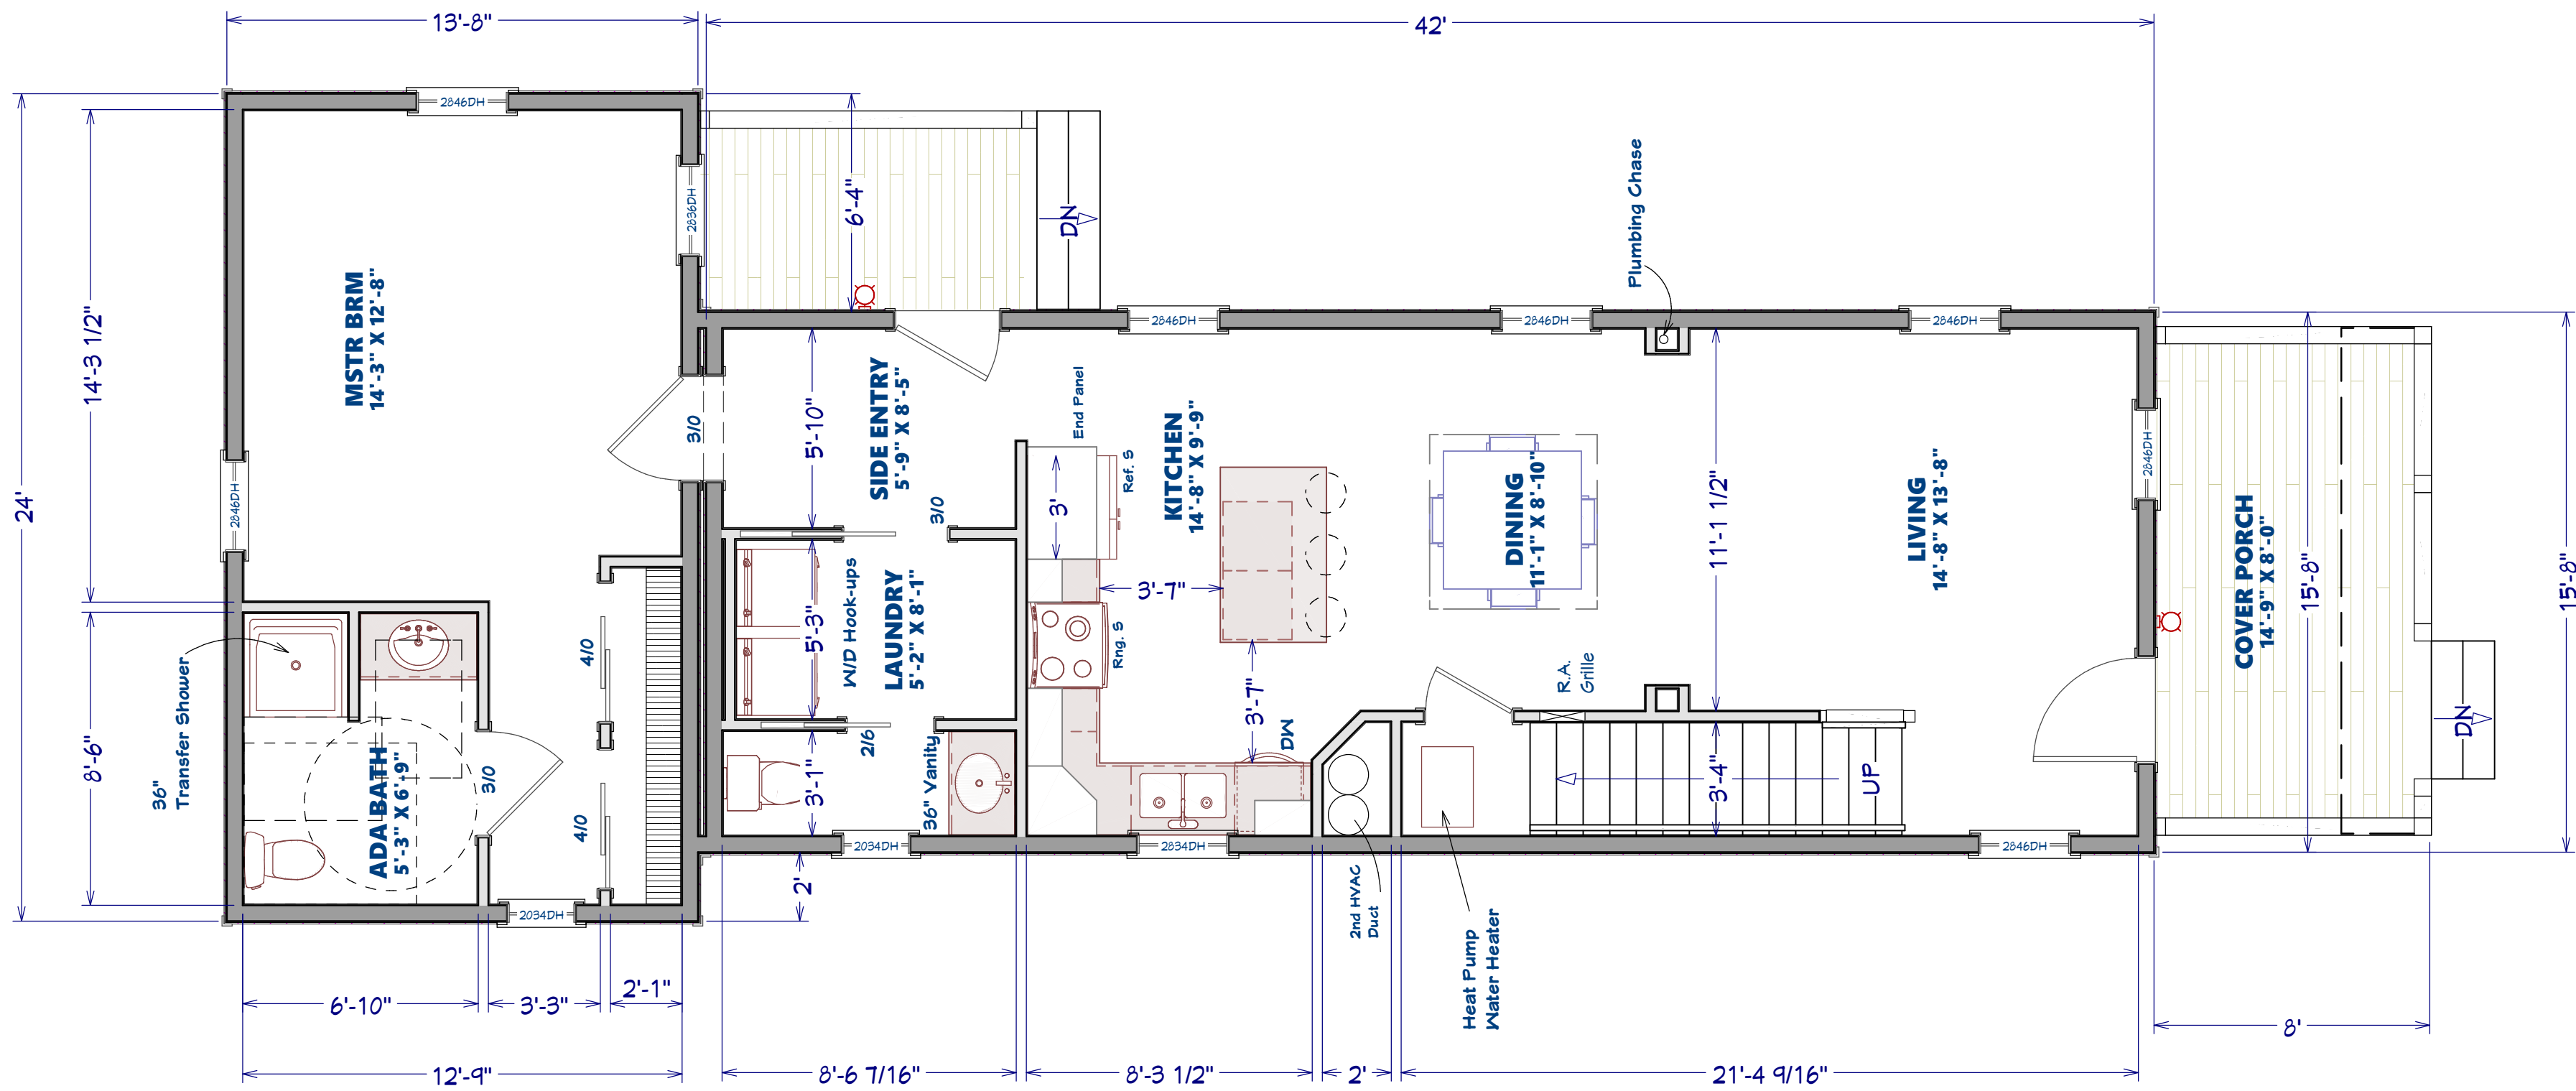 13'-8"
42'
2846DH
24'
14'-3 1/2"
8'-6"
2846DH
MSTR BRM
14'-3" X 12'-8"
2836DH
3/0
36"
Transfer Shower
ADA BATH
5'-3" X 6'-9"
3/0
4/0
4/0
2034DH
6'-10"
3'-3"
2'-1"
12'-9"
6'-4"
DN
SIDE ENTRY
5'-9" X 8'-5"
5'-10"
3/0
5'-3"
W/D Hook-ups
LAUNDRY
5'-2" X 8'-1"
2/6
3'-1"
36" Vanity
2034DH
2'
8'-6 7/16"
End Panel
Ref. S
3'
2846DH
KITCHEN
14'-8" X 9'-9"
Rng. S
3'-7"
3'-7"
DW
2834DH
8'-3 1/2"
2nd HVAC
Duct
2'
Heat Pump
Water Heater
2846DH
DINING
11'-1" X 8'-10"
R.A.
Grille
Plumbing Chase
11'-1 1/2"
3'-4"
UP
2846DH
LIVING
14'-8" X 13'-8"
2846DH
2846DH
21'-4 9/16"
COVER PORCH
14'-9" X 8'-0"
15'-8"
DN
8'
15'-8"